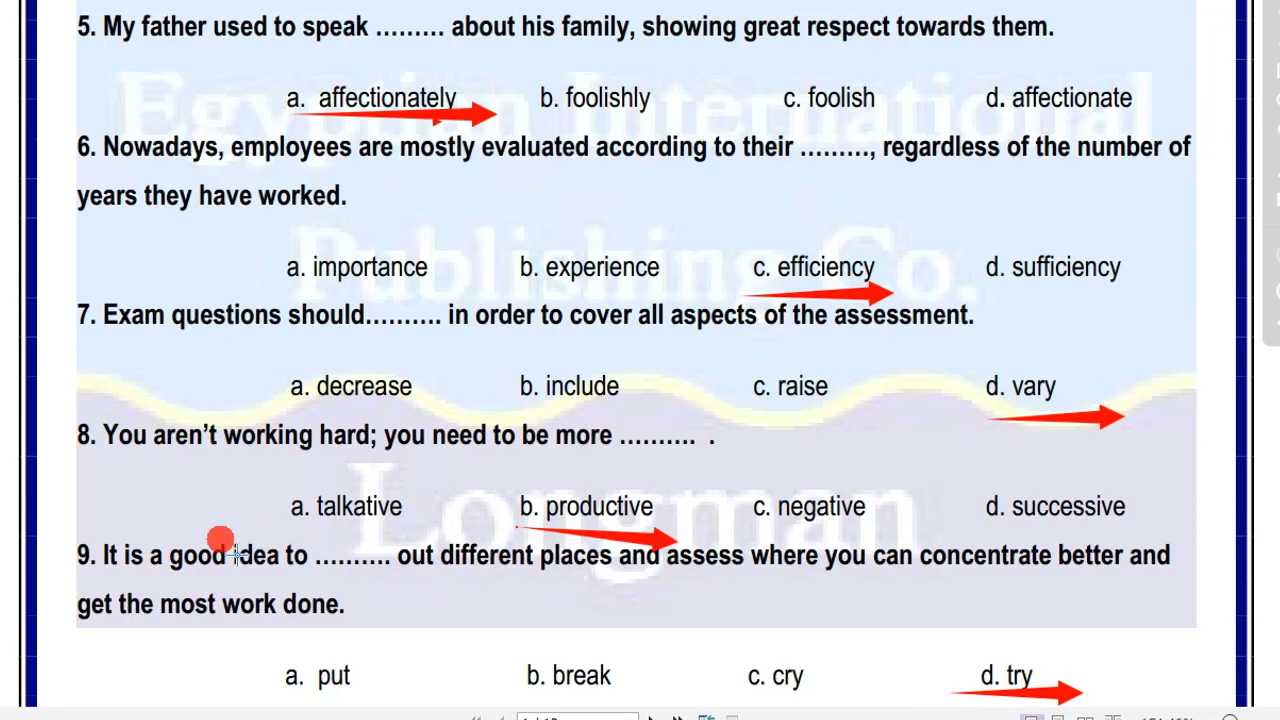 5. My father used to speak ……… about his family, showing great respect towards them.
a. affectionately b. foolishly c. foolish d. affectionate
6. Nowadays, employees are mostly evaluated according to their ………, regardless of the number of
years they have worked.
a. importance b. experience c. efficiency d. sufficiency
7. Exam questions should………. in order to cover all aspects of the assessment.
a. decrease b. include c. raise d. vary
8. You aren’t working hard; you need to be more ………. .
a. talkative b. productive c. negative d. successive
9. It is a good idea to ………. out different places and assess where you can concentrate better and
get the most work done.
a. put b. break c. cry d. try
Egyptian International
Publishing Co.
Longman